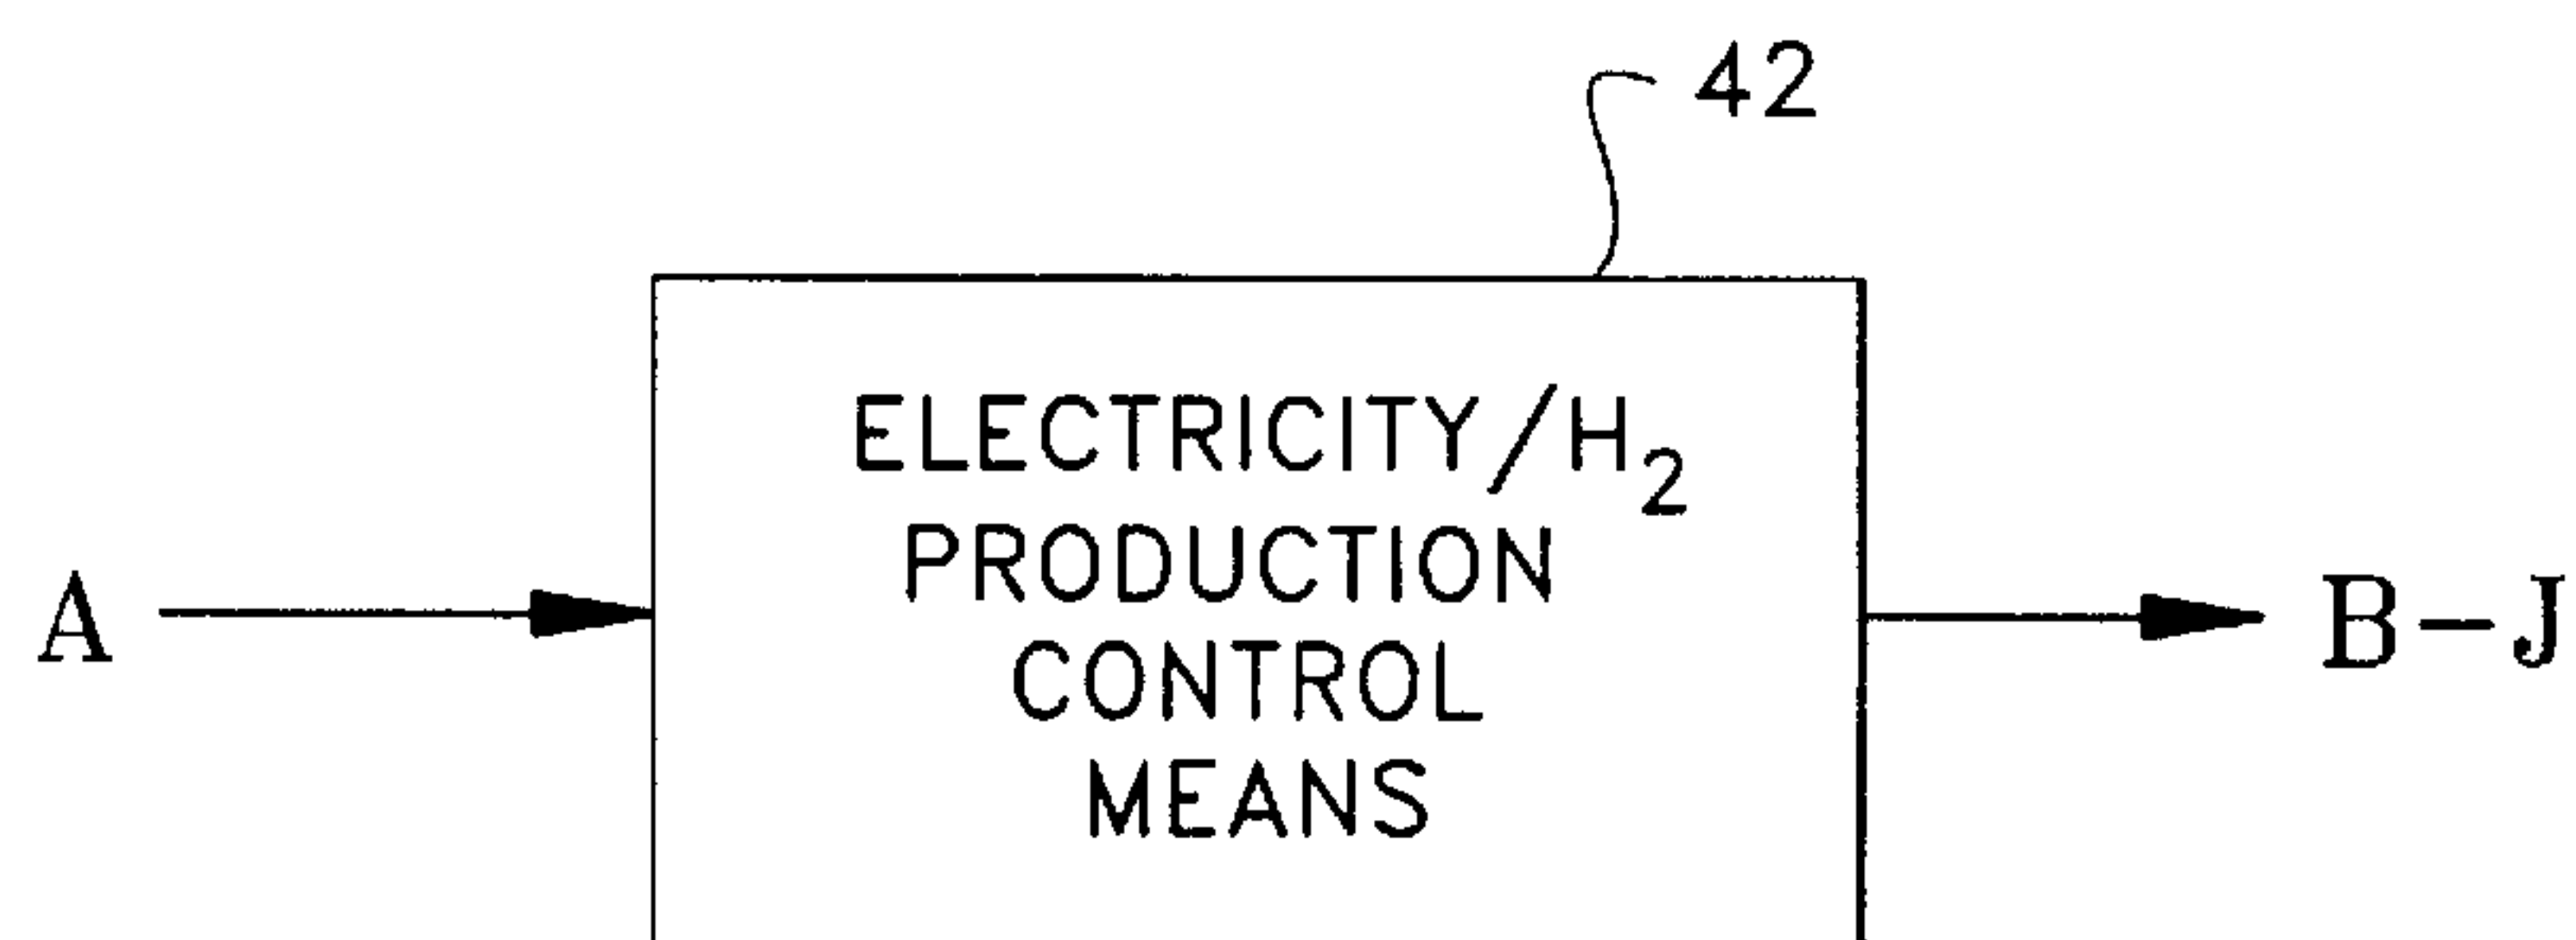 42
ELECTRICITY/H₂
PRODUCTION
CONTROL
MEANS
A
B-J